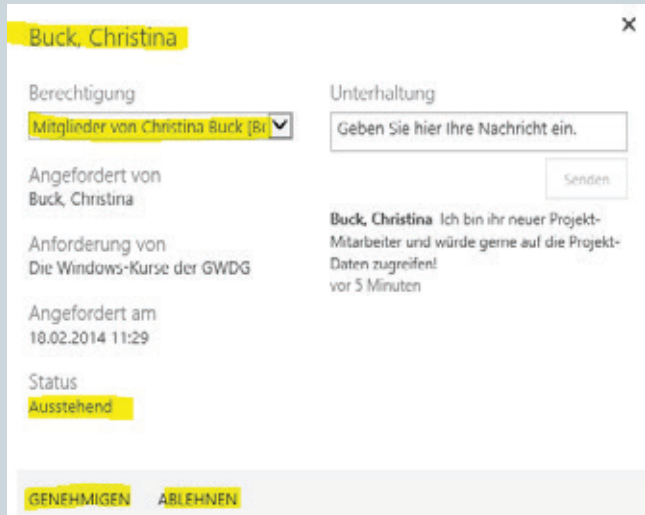 Buck, Christina
Berechtigung
Mitglieder von Christina Buck [Br
Angefordert von
Buck, Christina
Anforderung von
Die Windows-Kurse der GWDG
Angefordert am
18.02.2014 11:29
Status
Ausstehend
Unterhaltung
Geben Sie hier Ihre Nachricht ein.
Senden
Buck, Christina Ich bin ihr neuer Projekt-
Mitarbeiter und würde gerne auf die Projekt-
Daten zugreifen!
vor 5 Minuten
GENEHMIGEN ABLEHNEN